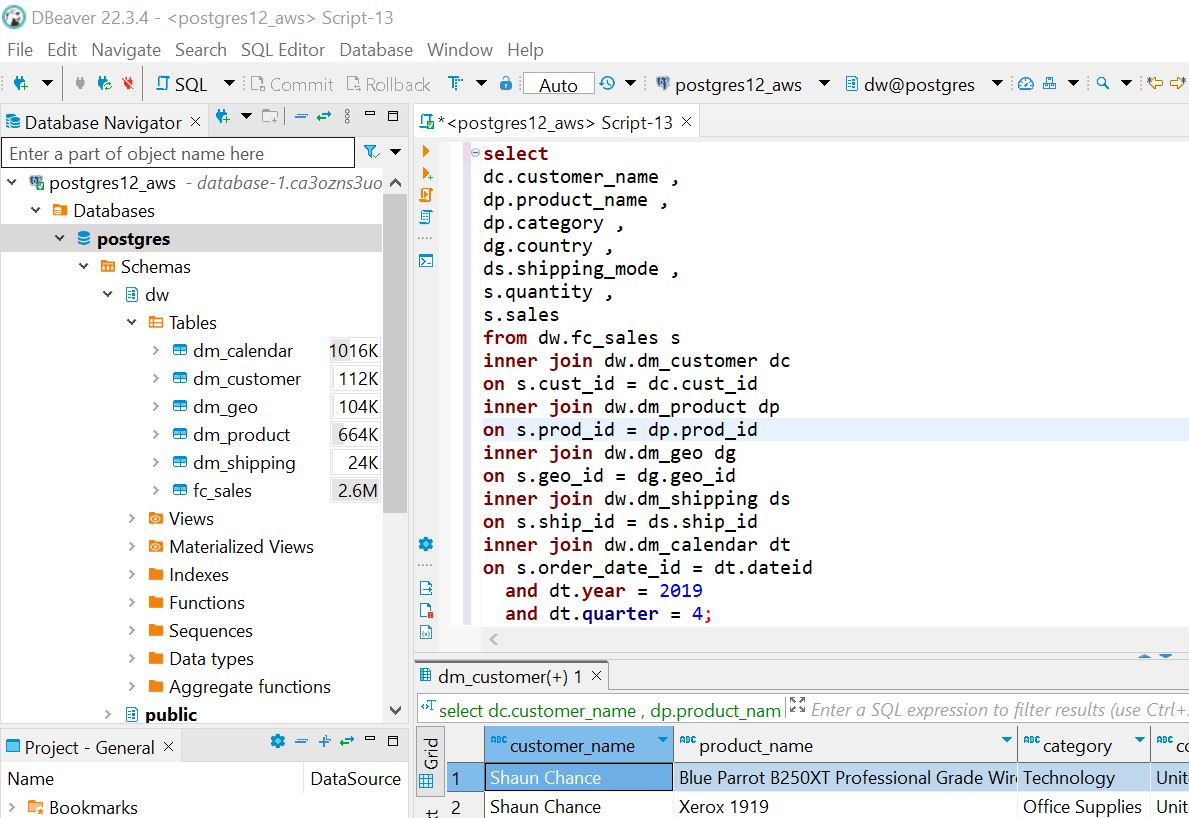 DBeaver 22.3.4 - <postgres12_aws> Script-13
File Edit Navigate Search SQL Editor Database Window Help
SQL Commit Rollback Auto postgres12_aws dw@postgres
Database Navigator
Enter a part of object name here
postgres12_aws - database-1.ca3ozns3uo
Databases
postgres
Schemas
dw
Tables
dm_calendar 1016K
dm_customer 112K
dm_geo 104K
dm_product 664K
dm_shipping 24K
fc_sales 2.6M
Views
Materialized Views
Indexes
Functions
Sequences
Data types
Aggregate functions
public
Project - General
Name DataSource
Bookmarks
*<postgres12_aws> Script-13
select
dc.customer_name ,
dp.product_name ,
dp.category ,
dg.country ,
ds.shipping_mode ,
s.quantity ,
s.sales
from dw.fc_sales s
inner join dw.dm_customer dc
on s.cust_id = dc.cust_id
inner join dw.dm_product dp
on s.prod_id = dp.prod_id
inner join dw.dm_geo dg
on s.geo_id = dg.geo_id
inner join dw.dm_shipping ds
on s.ship_id = ds.ship_id
inner join dw.dm_calendar dt
on s.order_date_id = dt.dateid
and dt.year = 2019
and dt.quarter = 4;
dm_customer(+) 1
select dc.customer_name , dp.product_nam Enter a SQL expression to filter results (use Ctrl+
Grid
ABC customer_name ABC product_name ABC category ABC co
1 Shaun Chance Blue Parrot B250XT Professional Grade Wir Technology Unit
2 Shaun Chance Xerox 1919 Office Supplies Unit